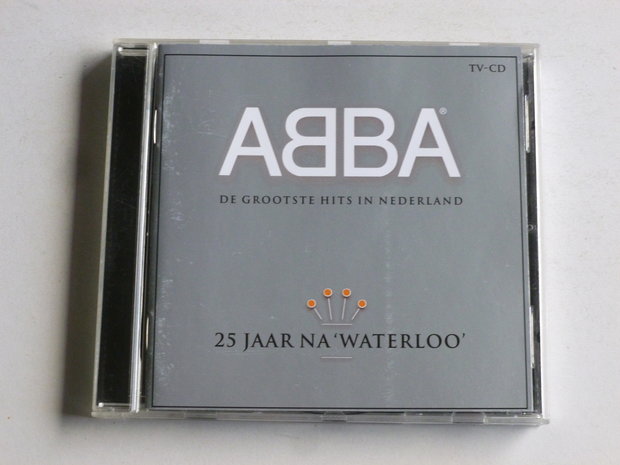 TV-CD
ABBA®
DE GROOTSTE HITS IN NEDERLAND
25 JAAR NA ‘WATERLOO’